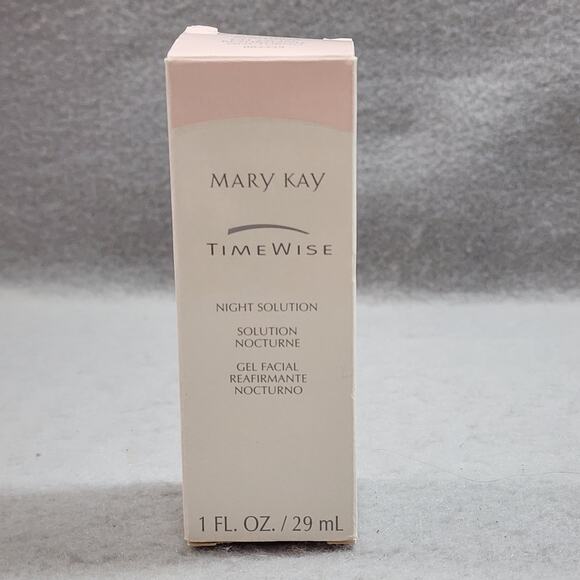 MARY KAY
TIMEWISE
NIGHT SOLUTION
SOLUTION
NOCTURNE
GEL FACIAL
REAFIRMANTE
NOCTURNO
1 FL. OZ. / 29 mL